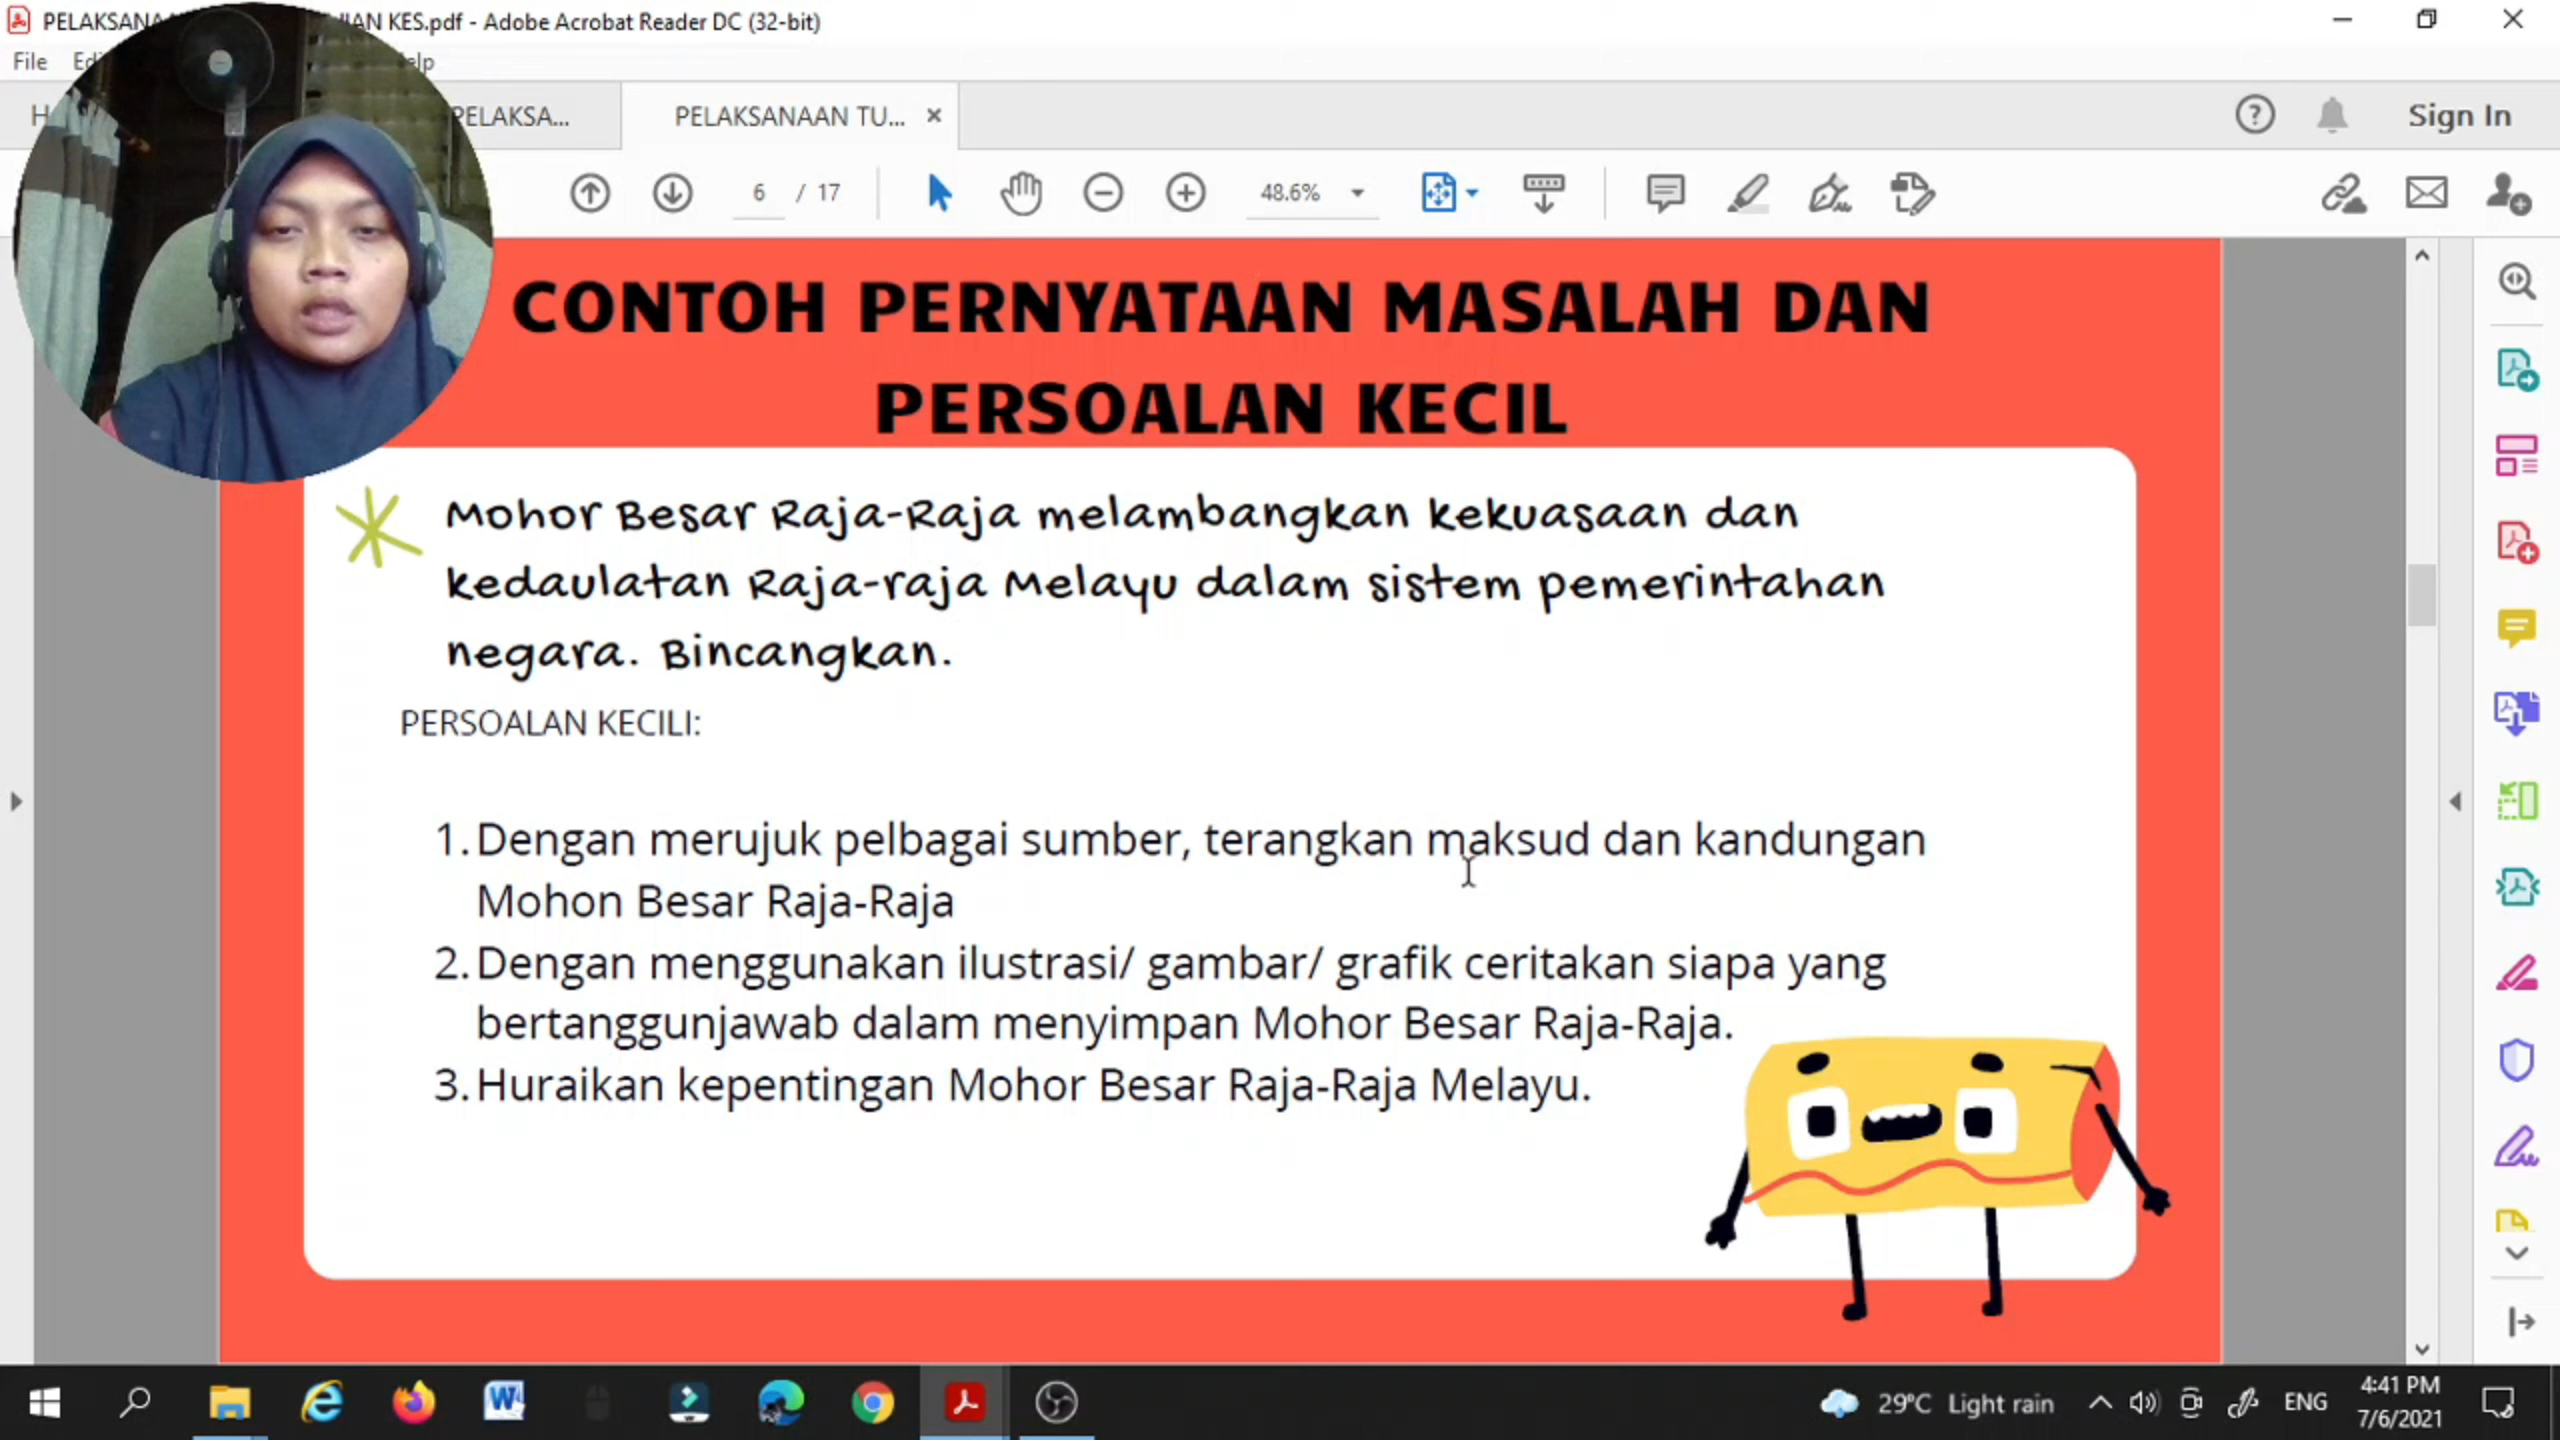 PELAKSANAA JIAN KES.pdf - Adobe Acrobat Reader DC (32-bit)
File Ed elp
PELAKSA... PELAKSANAAN TU... Sign In
6 / 17 48.6%
CONTOH PERNYATAAN MASALAH DAN
PERSOALAN KECIL
Mohor Besar Raja-Raja melambangkan kekuasaan dan
kedaulatan Raja-raja Melayu dalam sistem pemerintahan
negara. Bincangkan.
PERSOALAN KECILI:
1. Dengan merujuk pelbagai sumber, terangkan maksud dan kandungan
Mohon Besar Raja-Raja
2. Dengan menggunakan ilustrasi/ gambar/ grafik ceritakan siapa yang
bertanggunjawab dalam menyimpan Mohor Besar Raja-Raja.
3. Huraikan kepentingan Mohor Besar Raja-Raja Melayu.
29°C Light rain ENG 4:41 PM
7/6/2021